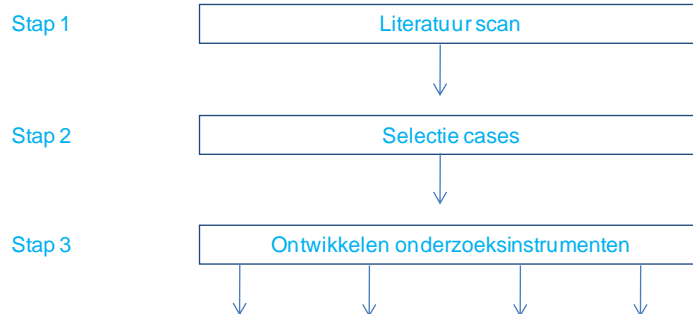 Stap 1
Literatuur scan
Stap 2
Selectie cases
Stap 3
Ontwikkelen onderzoeksinstrumenten